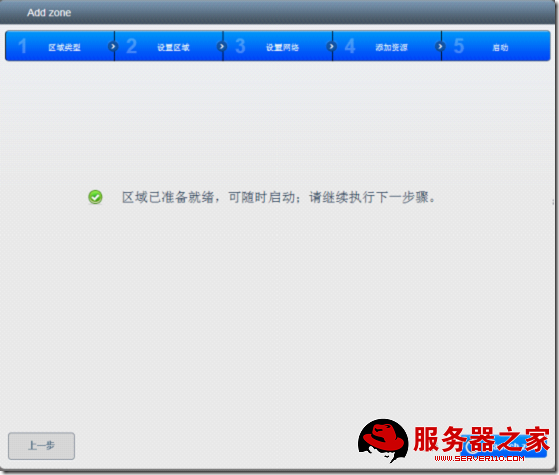 Add zone
1 区域类型
2 设置区域
3 设置网络
4 添加资源
5 启动
区域已准备就绪，可随时启动；请继续执行下一步骤。
上一步
服务器之家
WWW.SERVER110.COM